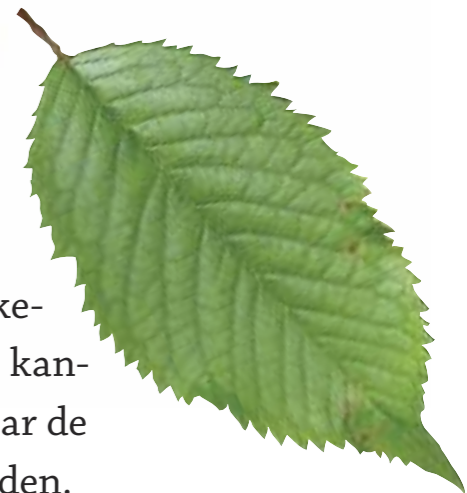 ke-
kan-
ar de
den.